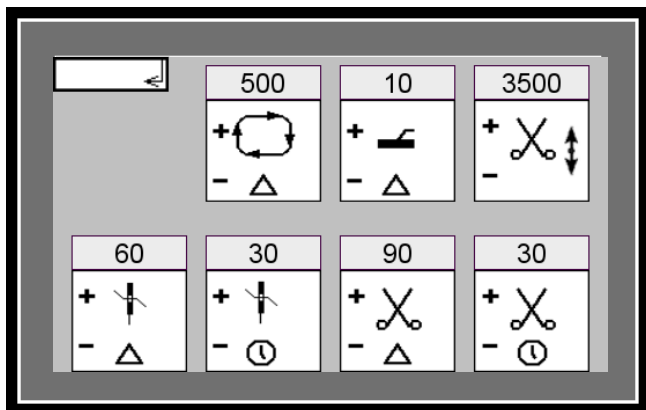 500 10 3500
+ + +
- - -
60 30 90 30
+ + + +
- - - -